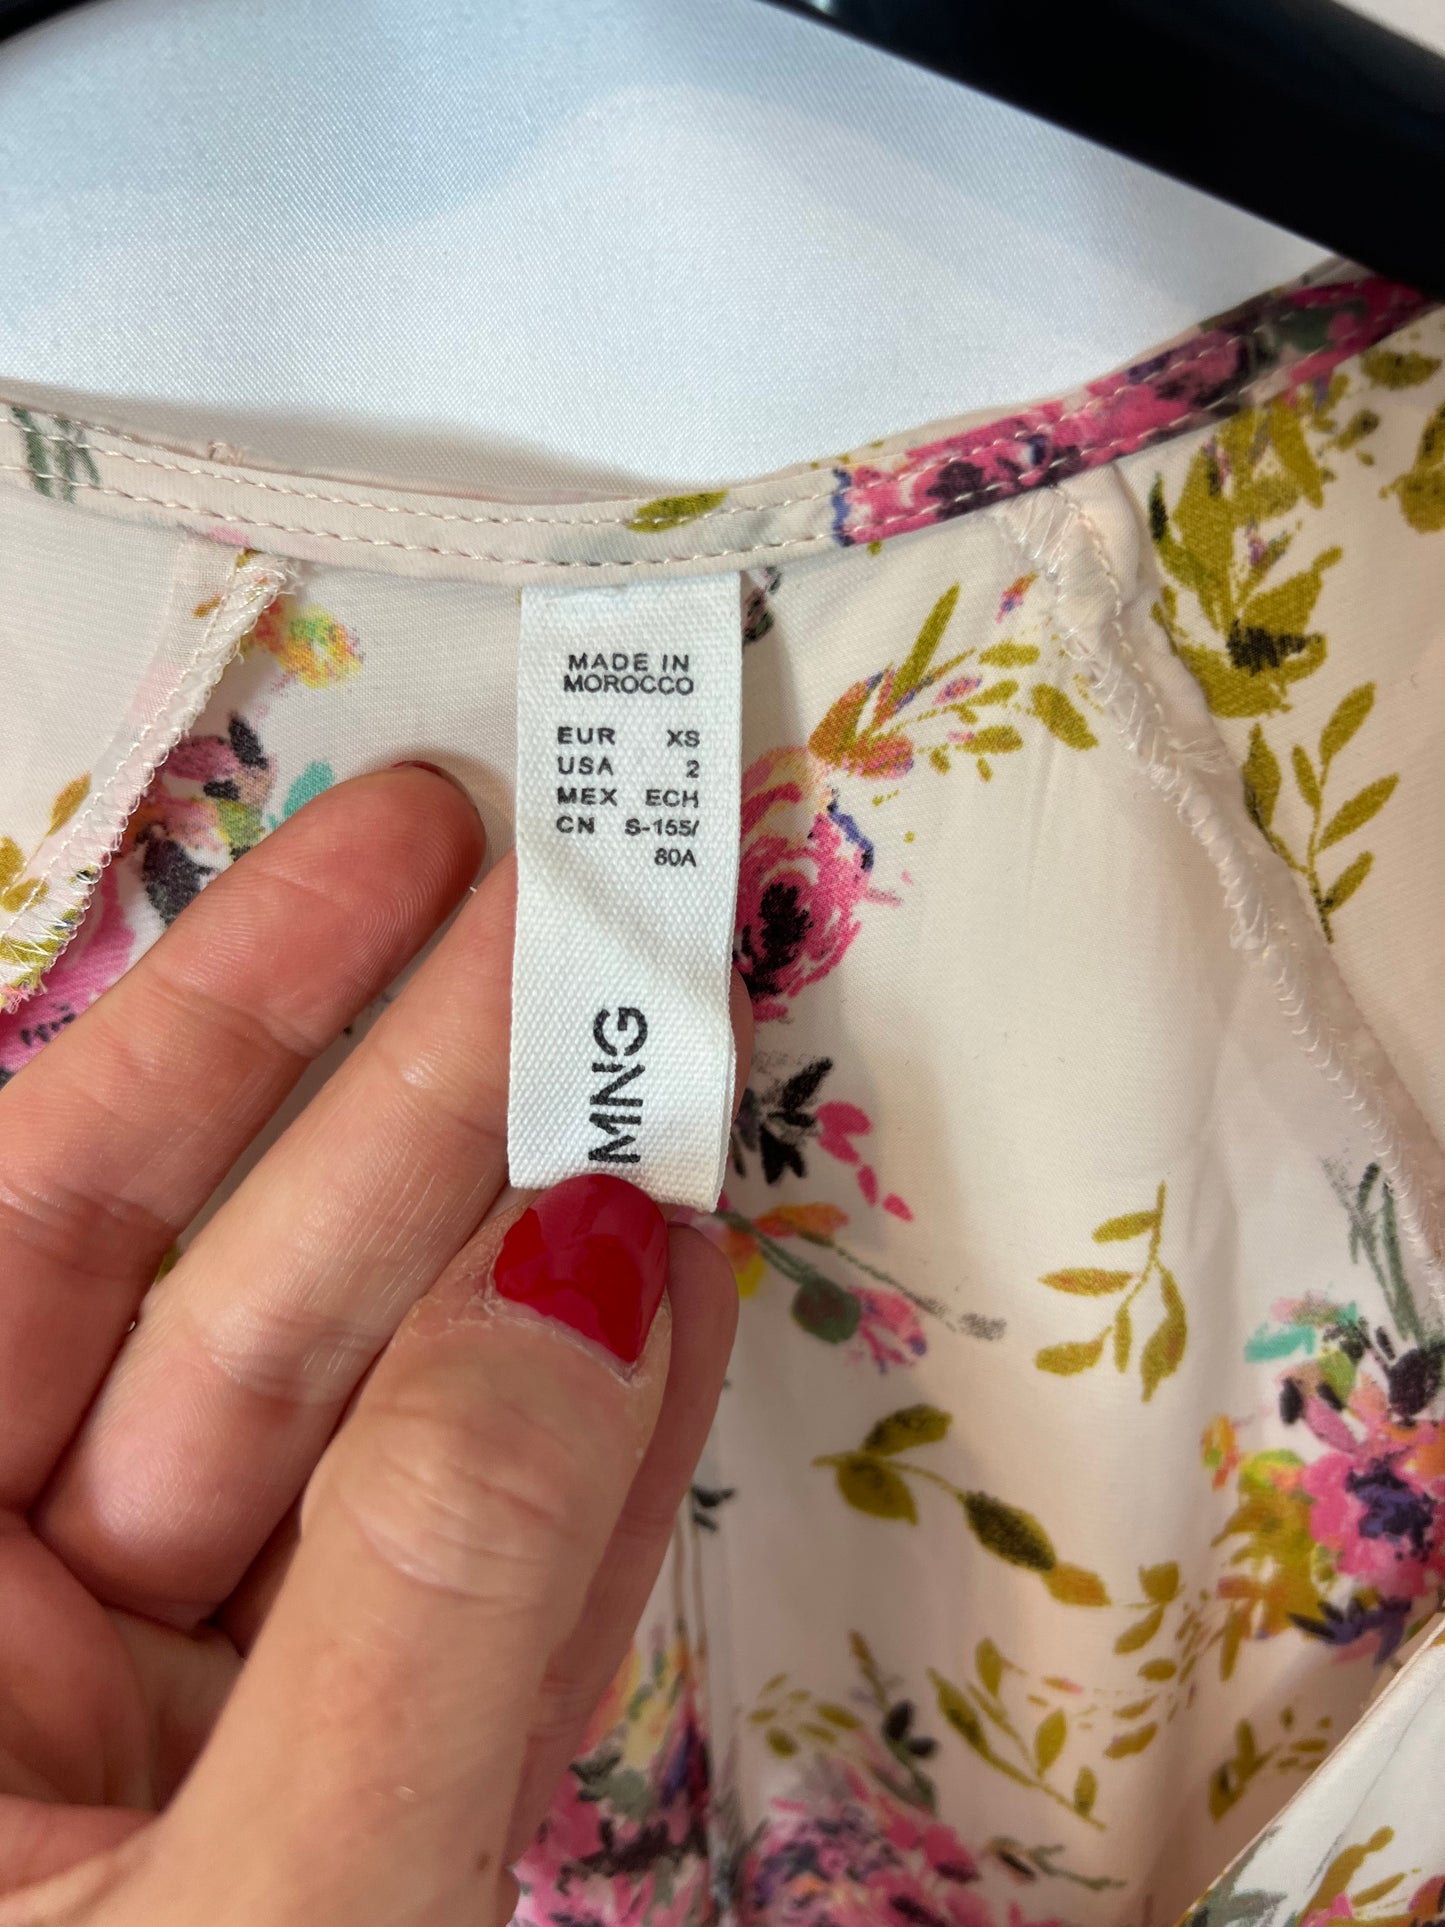 MADE IN
MOROCCO
EUR XS
USA 2
MEX ECH
CN S-155/
80A
MNG